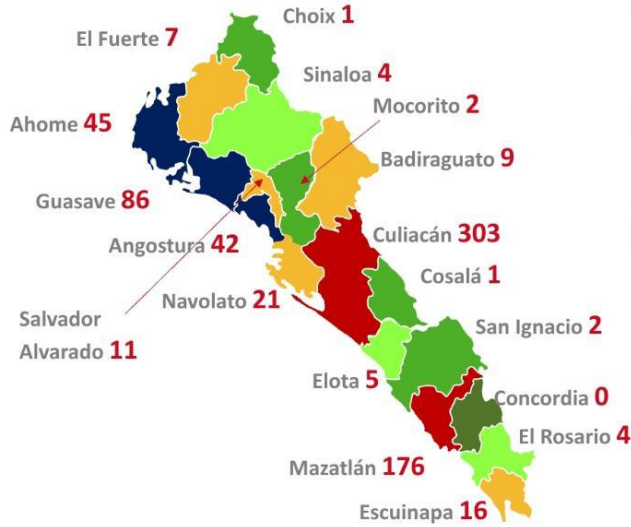 Choix 1
El Fuerte 7
Sinaloa 4
Mocorito 2
Ahome 45
Badiraguato 9
Guasave 86
Culiacán 303
Angostura 42
Cosalá 1
Navolato 21
Salvador
Alvarado 11
San Ignacio 2
Elota 5
Concordia 0
El Rosario 4
Mazatlán 176
Escuinapa 16